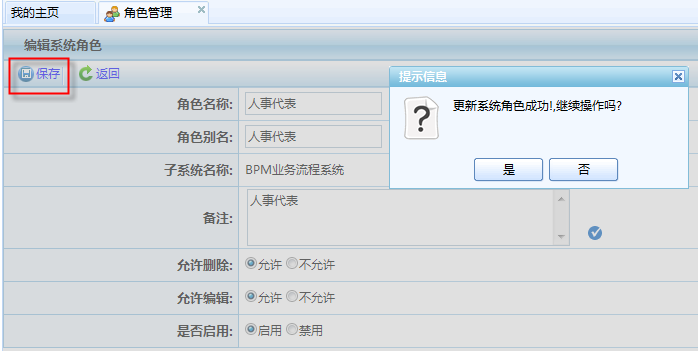 我的主页 角色管理
编辑系统角色
保存 返回
提示信息
更新系统角色成功!,继续操作吗?
是 否
角色名称: 人事代表
角色别名: 人事代表
子系统名称: BPM业务流程系统
备注: 人事代表
允许删除: 允许 不允许
允许编辑: 允许 不允许
是否启用: 启用 禁用